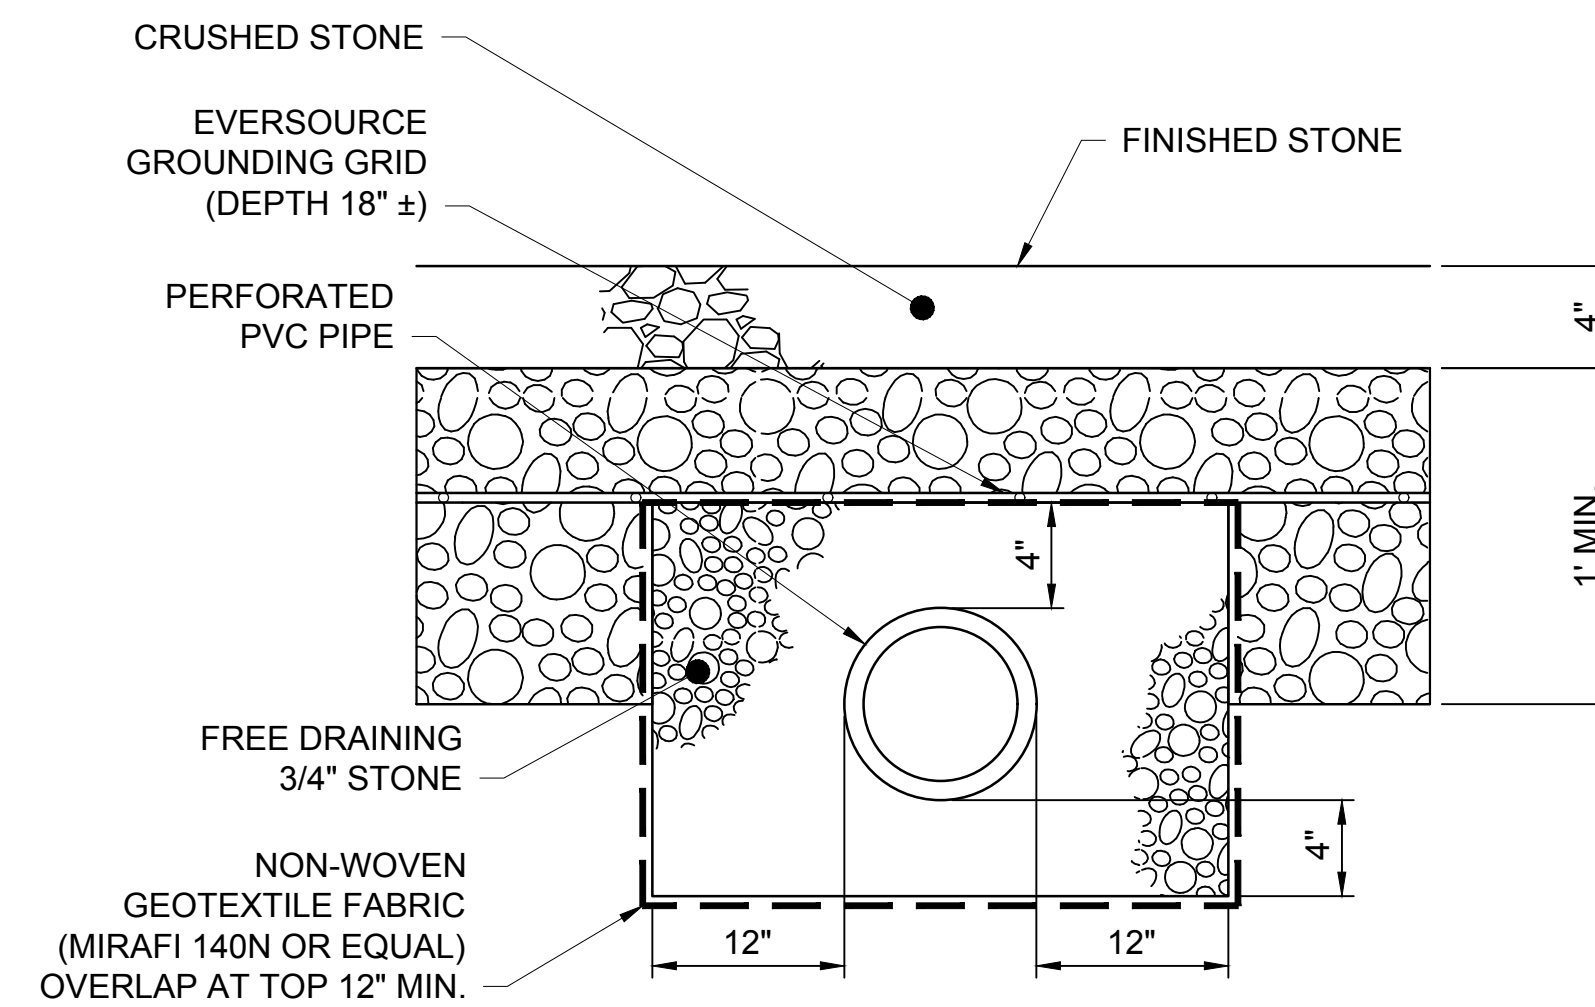 CRUSHED STONE
EVERSOURCE
GROUNDING GRID
(DEPTH 18" ±)
FINISHED STONE
PERFORATED
PVC PIPE
4"
4"
1' MIN.
FREE DRAINING
3/4" STONE
4"
NON-WOVEN
GEOTEXTILE FABRIC
(MIRAFI 140N OR EQUAL)
OVERLAP AT TOP 12" MIN.
12"
12"